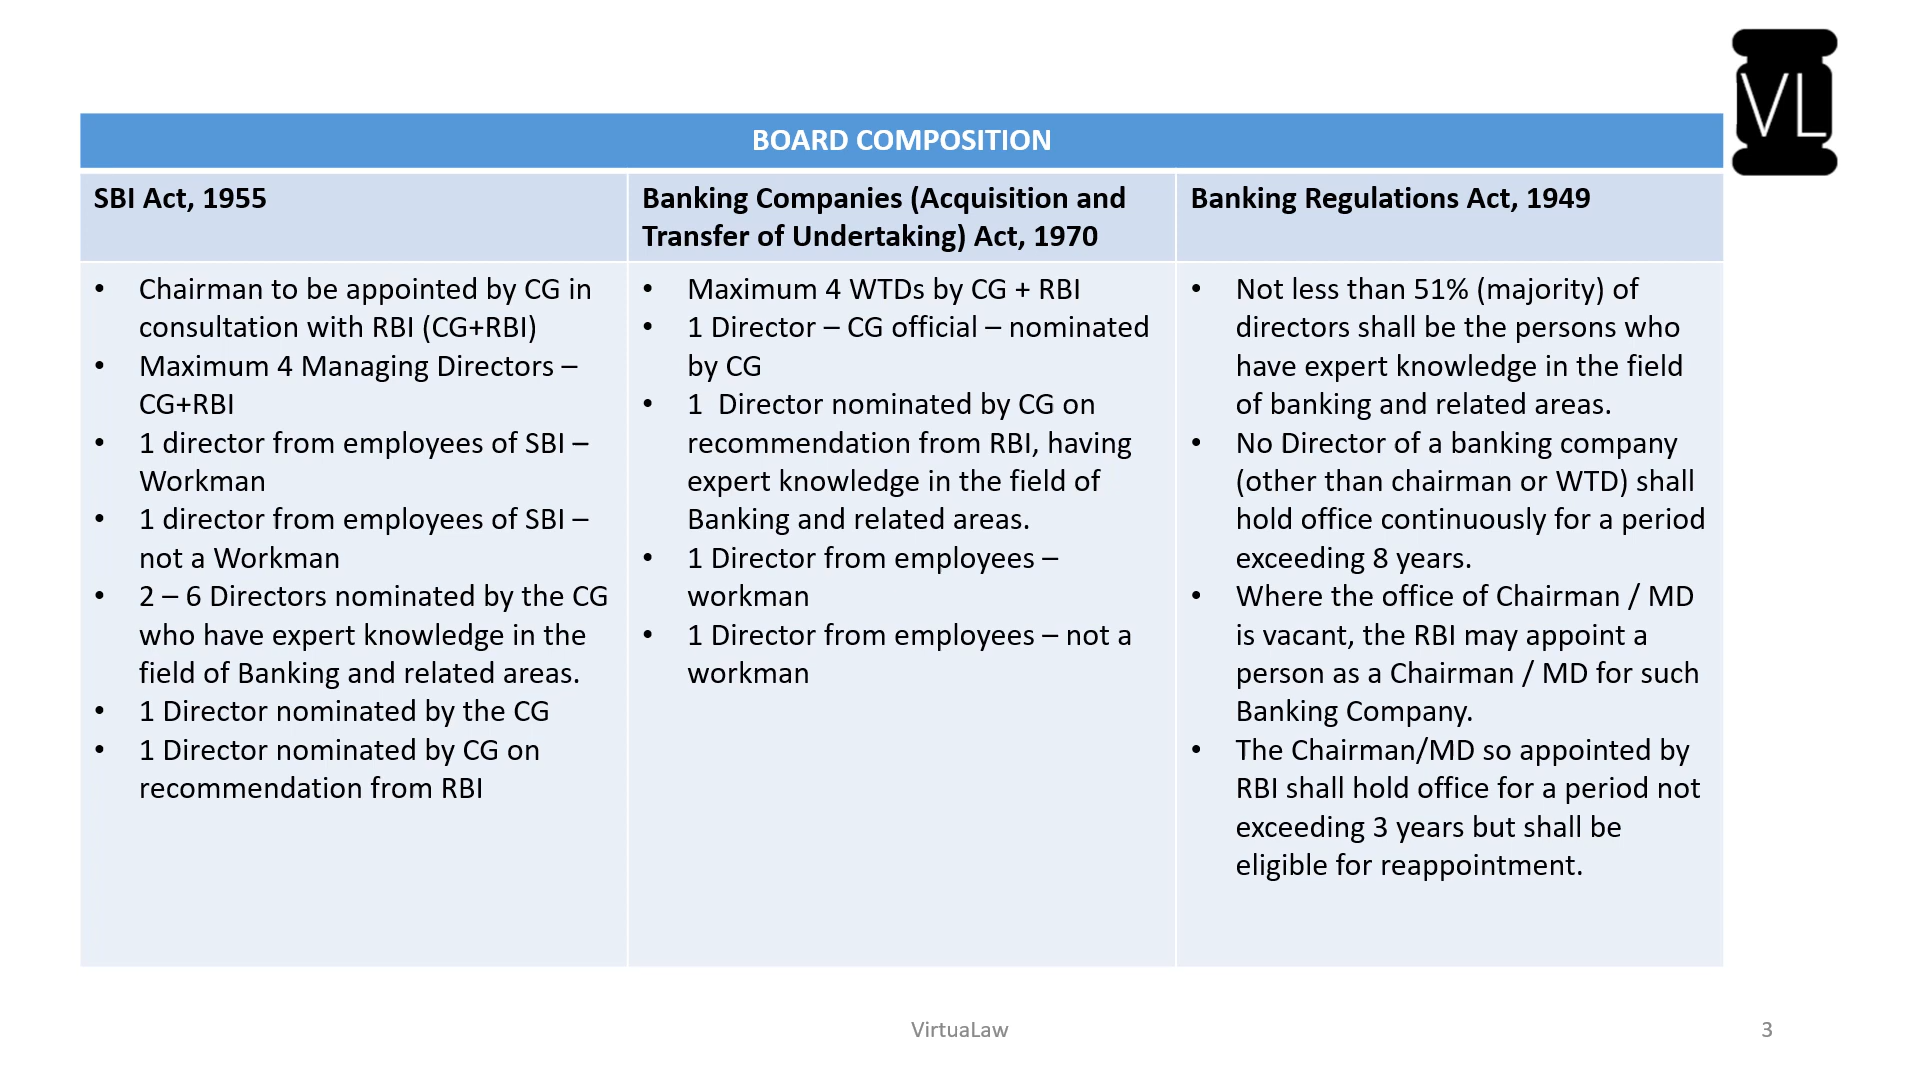 VL
BOARD COMPOSITION
SBI Act, 1955
Banking Companies (Acquisition and
Transfer of Undertaking) Act, 1970
Banking Regulations Act, 1949
• Chairman to be appointed by CG in
consultation with RBI (CG+RBI)
• Maximum 4 Managing Directors –
CG+RBI
• 1 director from employees of SBI –
Workman
• 1 director from employees of SBI –
not a Workman
• 2 – 6 Directors nominated by the CG
who have expert knowledge in the
field of Banking and related areas.
• 1 Director nominated by the CG
• 1 Director nominated by CG on
recommendation from RBI
• Maximum 4 WTDs by CG + RBI
• 1 Director – CG official – nominated
by CG
• 1 Director nominated by CG on
recommendation from RBI, having
expert knowledge in the field of
Banking and related areas.
• 1 Director from employees –
workman
• 1 Director from employees – not a
workman
• Not less than 51% (majority) of
directors shall be the persons who
have expert knowledge in the field
of banking and related areas.
• No Director of a banking company
(other than chairman or WTD) shall
hold office continuously for a period
exceeding 8 years.
• Where the office of Chairman / MD
is vacant, the RBI may appoint a
person as a Chairman / MD for such
Banking Company.
• The Chairman/MD so appointed by
RBI shall hold office for a period not
exceeding 3 years but shall be
eligible for reappointment.
VirtuaLaw
3